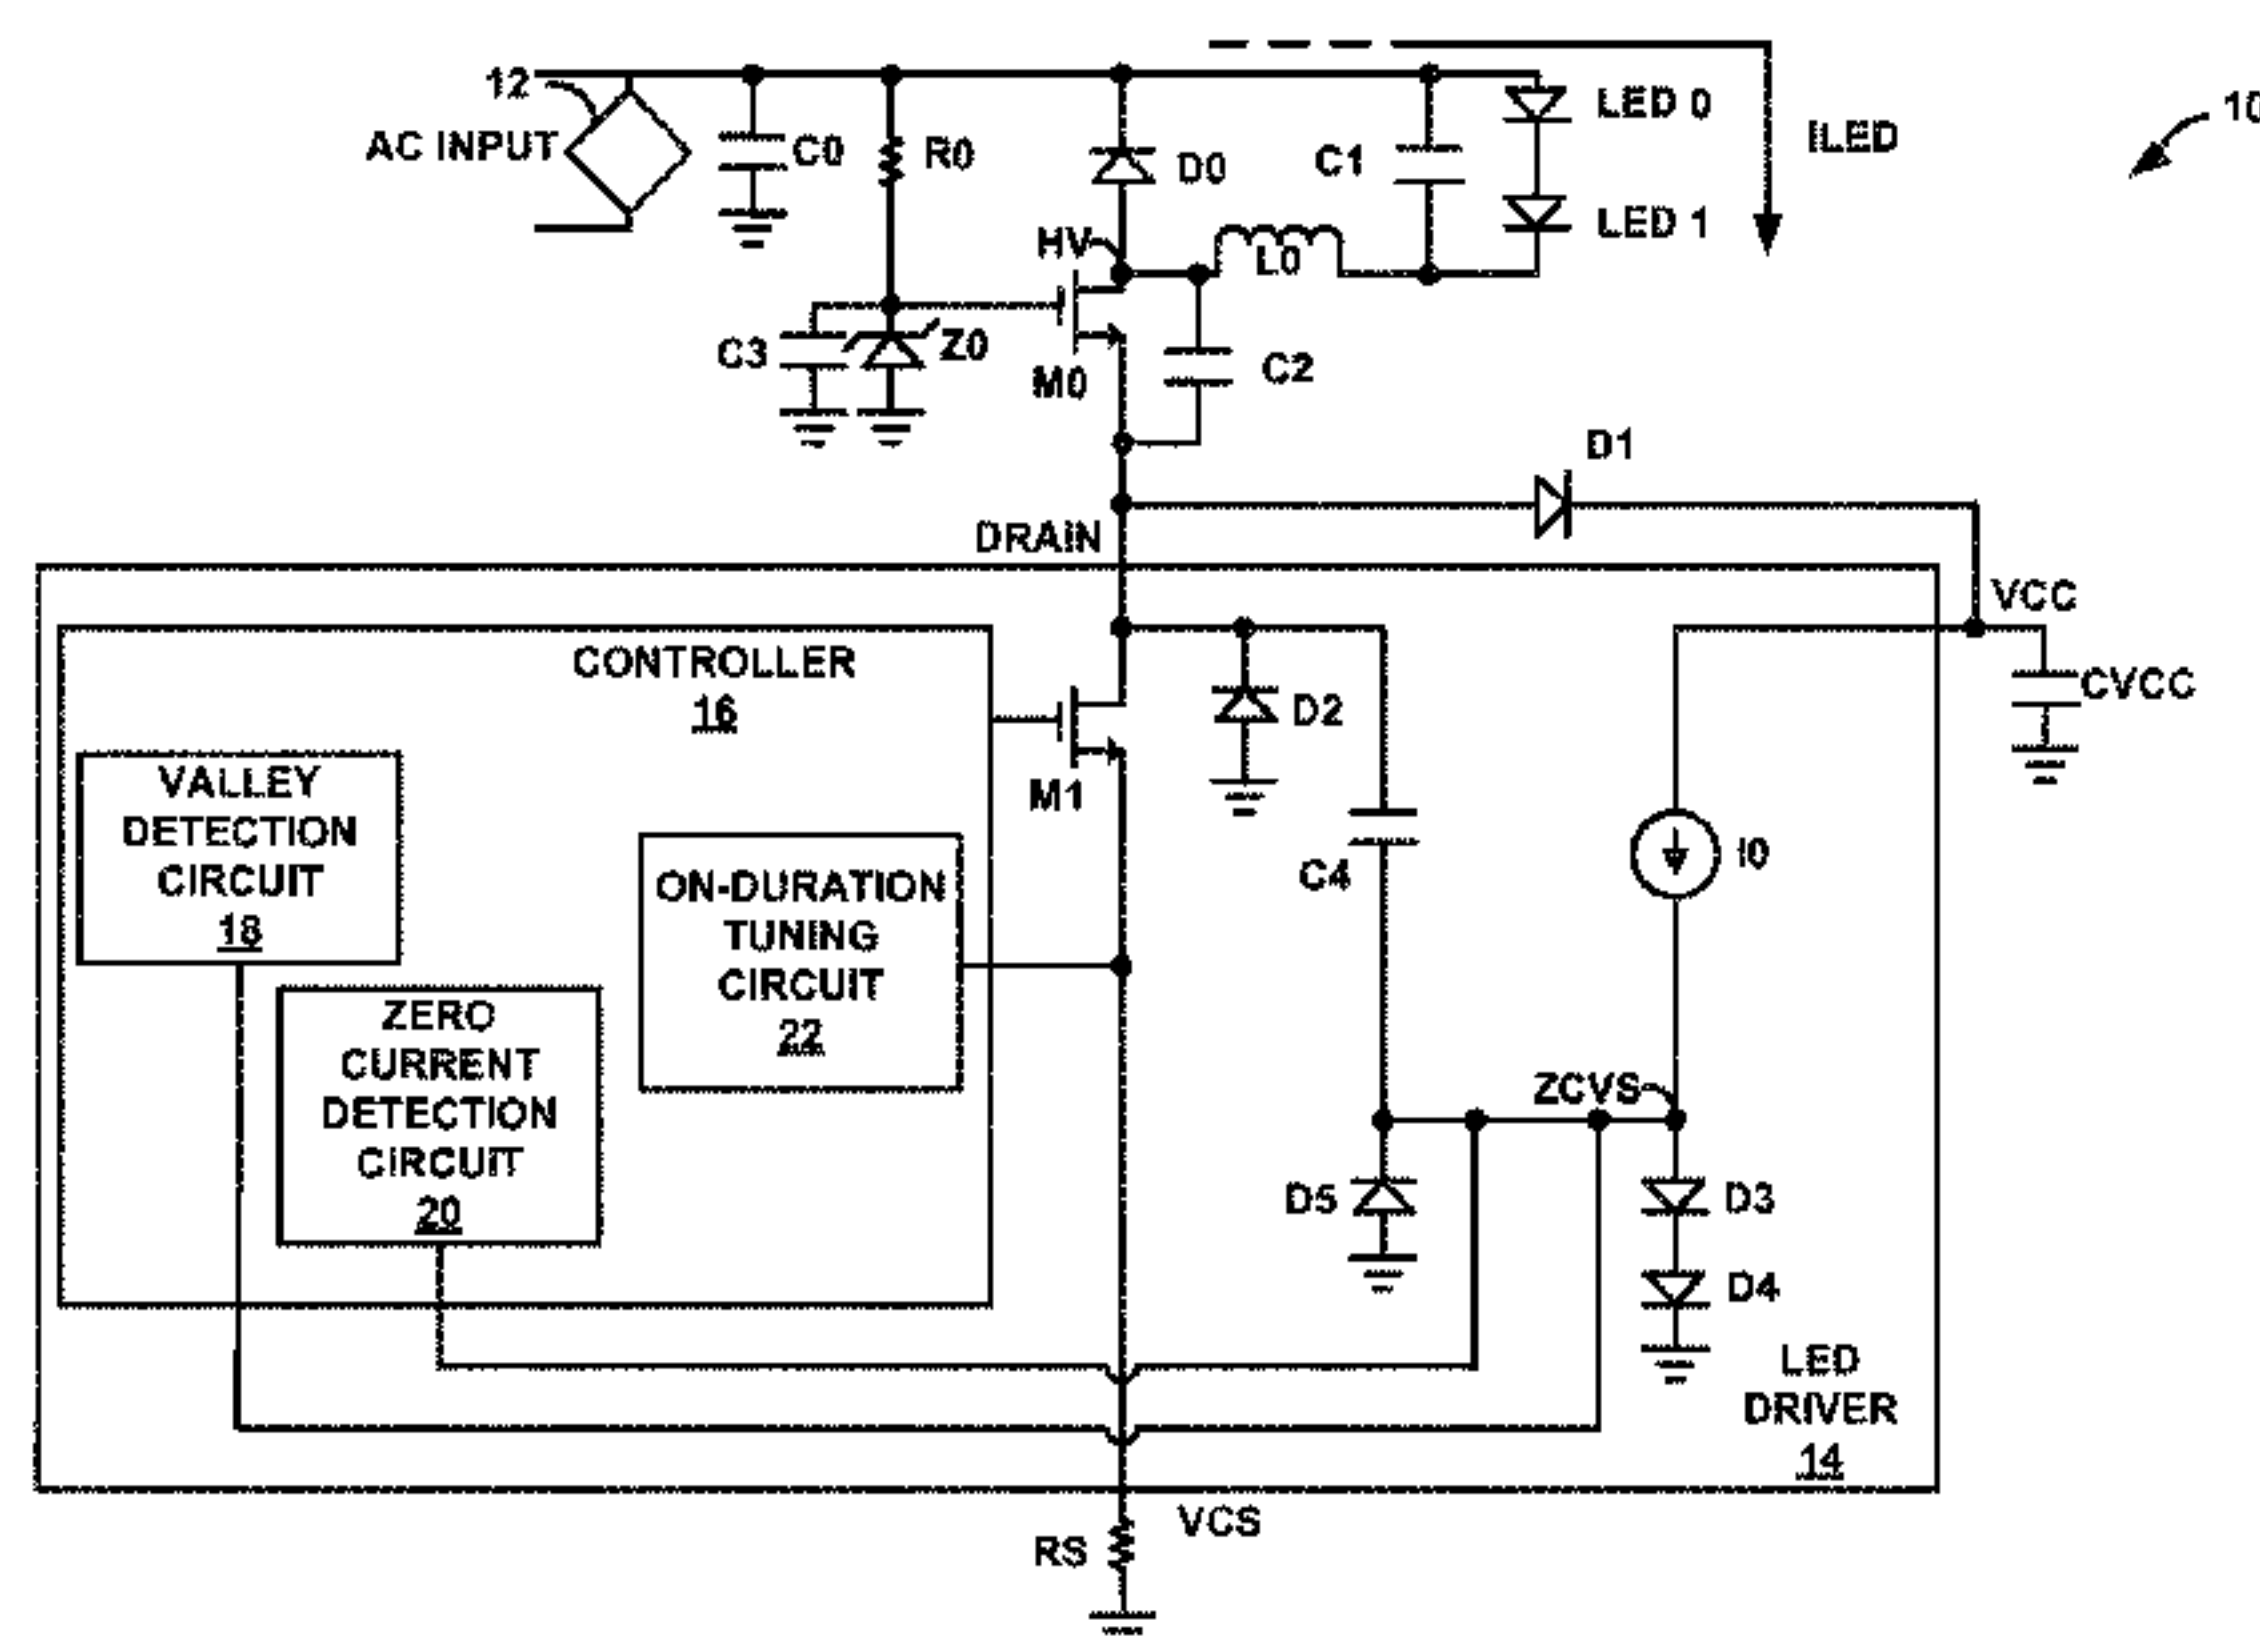 12
AC INPUT
C0
R0
D0
C1
LED 0
LED 1
ILED
10
HV
L0
C3
Z0
M0
C2
D1
DRAIN
VCC
CVCC
CONTROLLER
16
M1
D2
C4
I0
VALLEY
DETECTION
CIRCUIT
18
ON-DURATION
TUNING
CIRCUIT
22
ZERO
CURRENT
DETECTION
CIRCUIT
20
ZCVS
D5
D3
D4
LED
DRIVER
14
VCS
RS